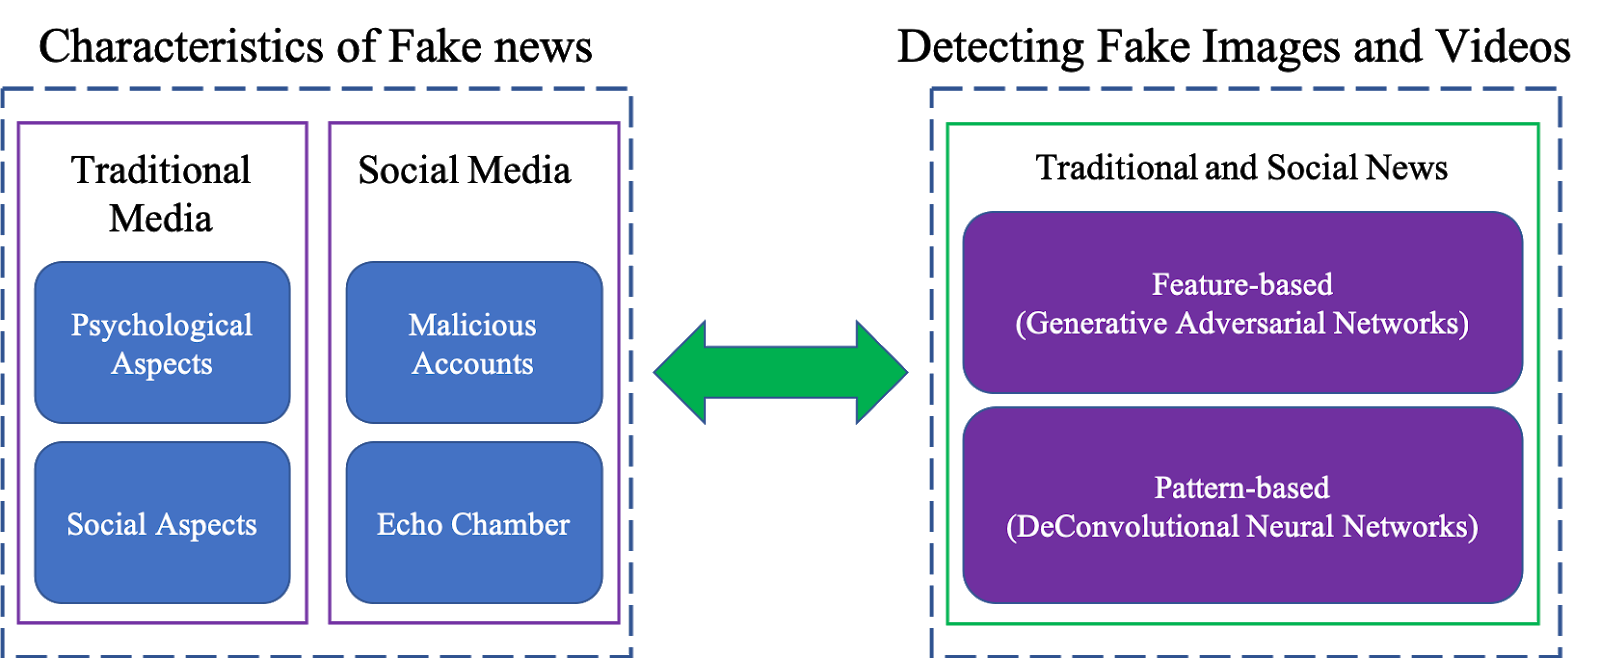 Characteristics of Fake news
Traditional
Media
Psychological
Aspects
Social Aspects
Social Media
Malicious
Accounts
Echo Chamber
Detecting Fake Images and Videos
Traditional and Social News
Feature-based
(Generative Adversarial Networks)
Pattern-based
(DeConvolutional Neural Networks)